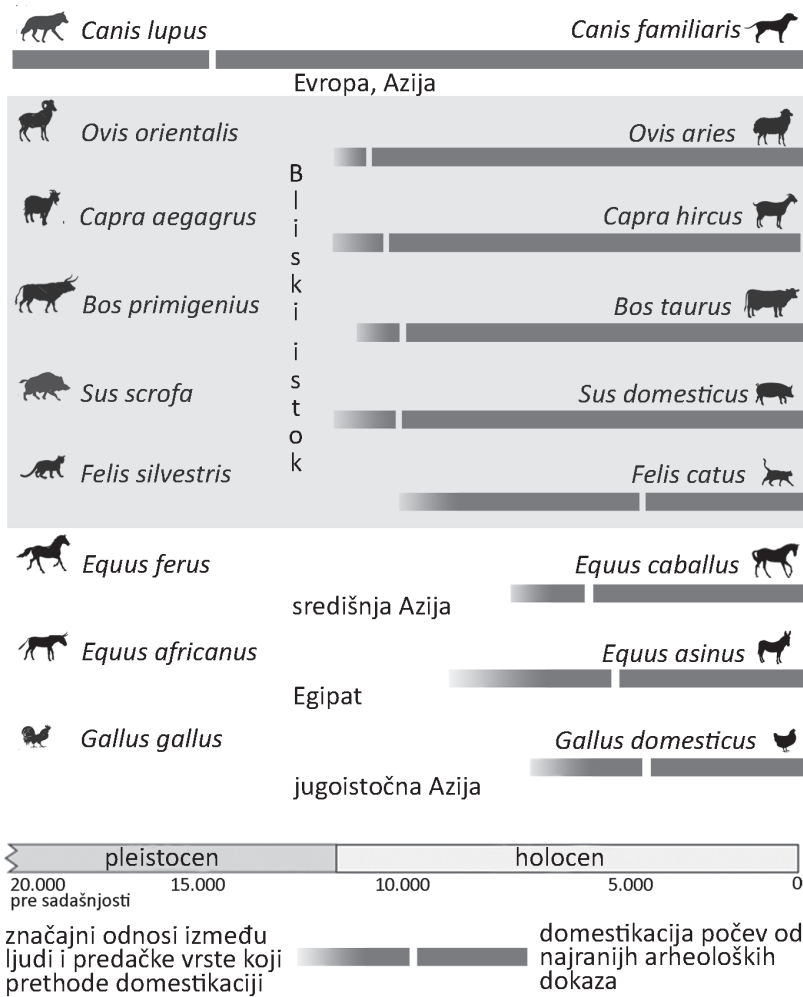 Canis lupus
Canis familiaris
Evropa, Azija
Ovis orientalis
Ovis aries
Bliski istok
Capra aegagrus
Capra hircus
Bos primigenius
Bos taurus
Sus scrofa
Sus domesticus
Felis silvestris
Felis catus
Equus ferus
Equus caballus
središnja Azija
Equus africanus
Equus asinus
Egipat
Gallus gallus
Gallus domesticus
jugoistočna Azija
pleistocen
holocen
20.000
15.000
10.000
5.000
0
pre sadašnjosti
značajni odnosi između
ljudi i predačke vrste koji
prethode domestikaciji
domestikacija počev od
najranijh arheoloških
dokaza